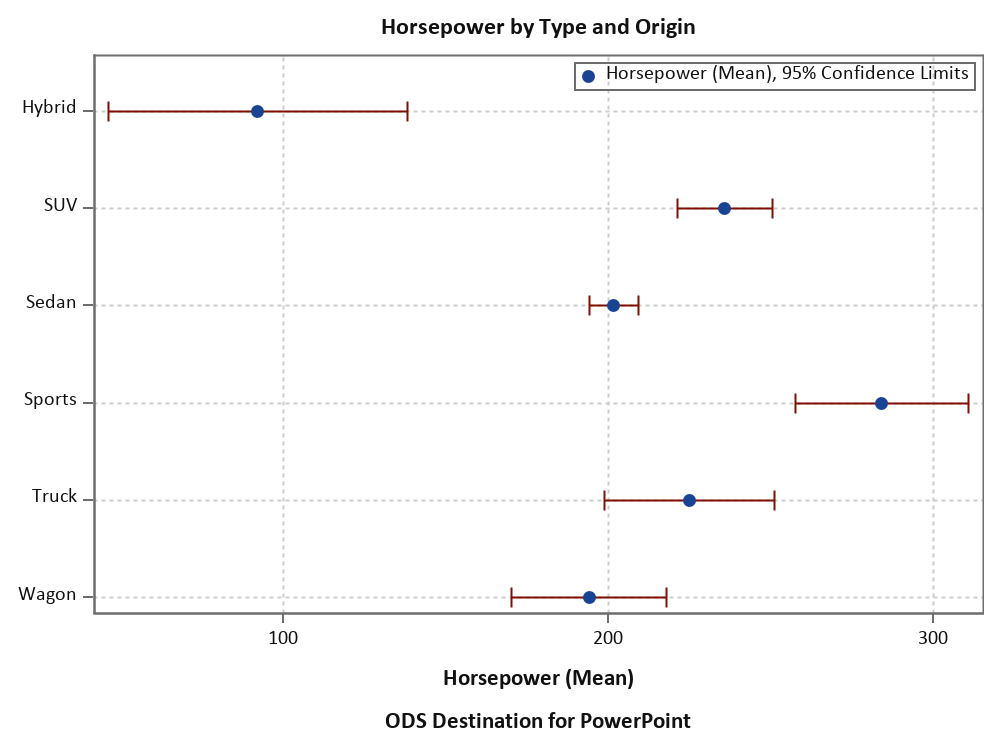 Horsepower by Type and Origin
Horsepower (Mean), 95% Confidence Limits
Hybrid
SUV
Sedan
Sports
Truck
Wagon
100 200 300
Horsepower (Mean)
ODS Destination for PowerPoint